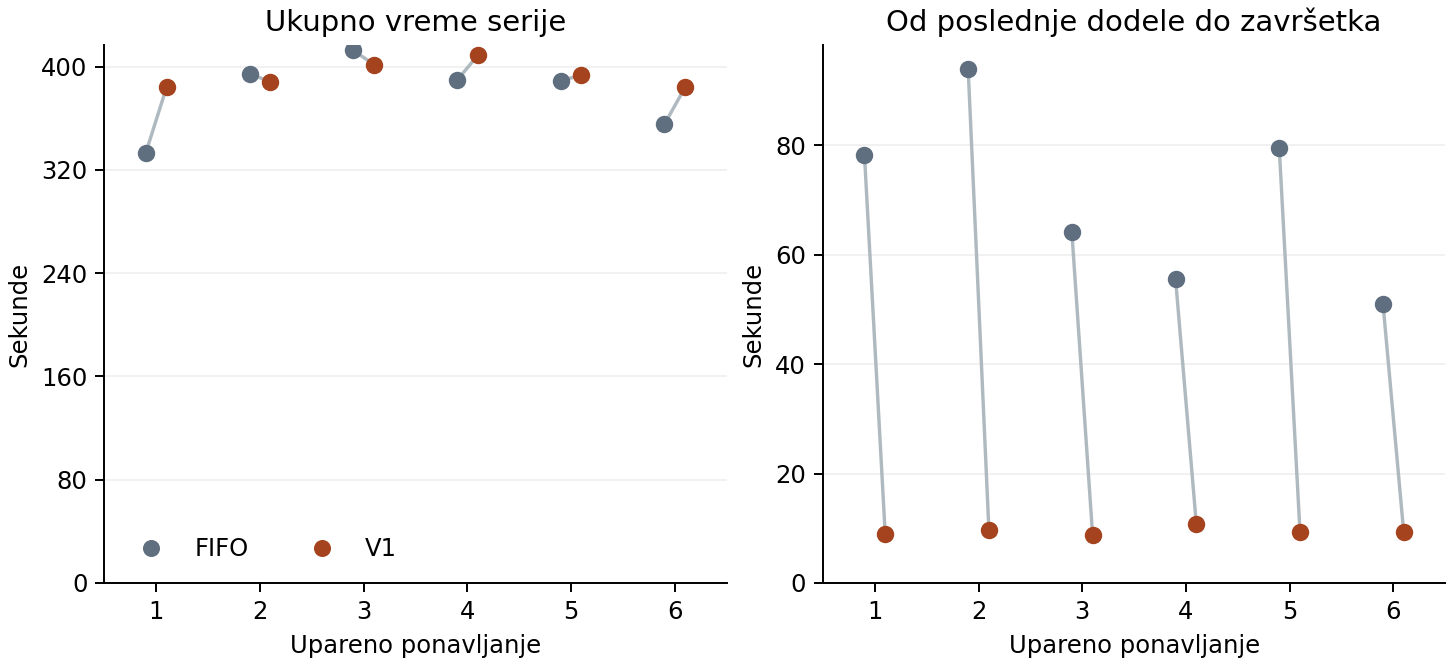 Ukupno vreme serije
Sekunde
400
320
240
160
80
0
FIFO
V1
1 2 3 4 5 6
Upareno ponavljanje
Od poslednje dodele do završetka
Sekunde
80
60
40
20
0
1 2 3 4 5 6
Upareno ponavljanje